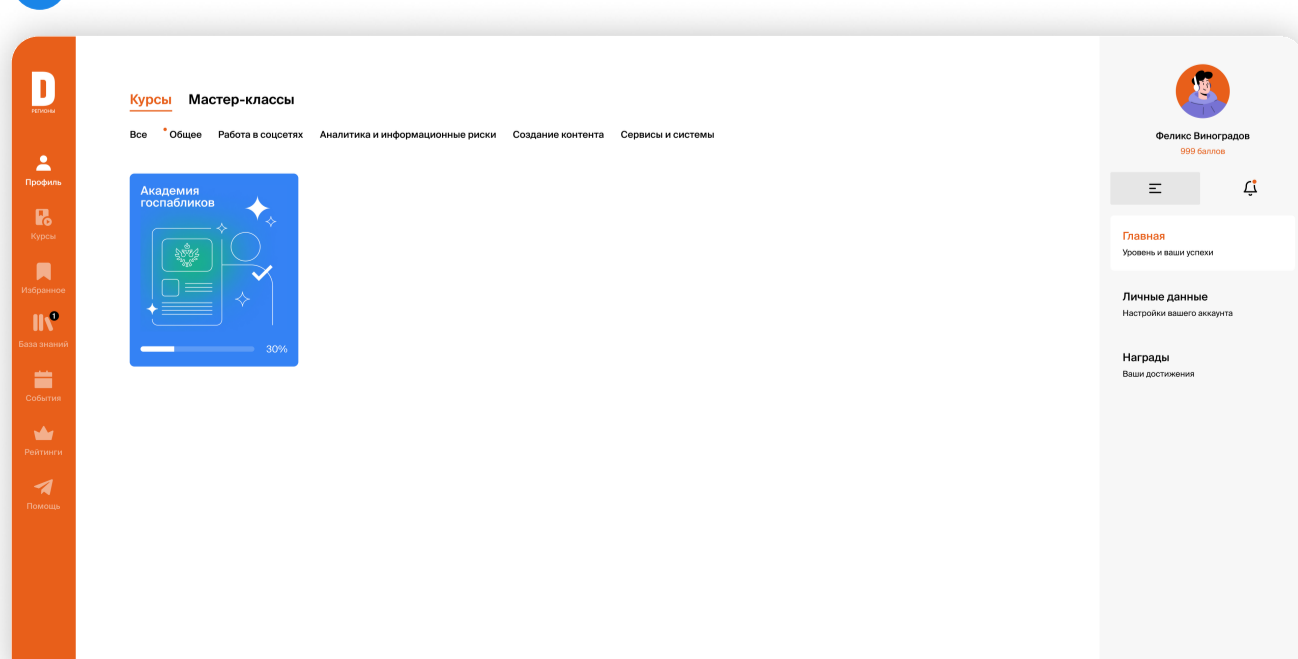 D
РЕГИОНЫ
Профиль
Курсы
Избранное
1
База знаний
События
Рейтинги
Помощь
Курсы Мастер-классы
Все Общее Работа в соцсетях Аналитика и информационные риски Создание контента Сервисы и системы
Академия
госпабликов
30%
Феликс Виноградов
999 баллов
Главная
Уровень и ваши успехи
Личные данные
Настройки вашего аккаунта
Награды
Ваши достижения